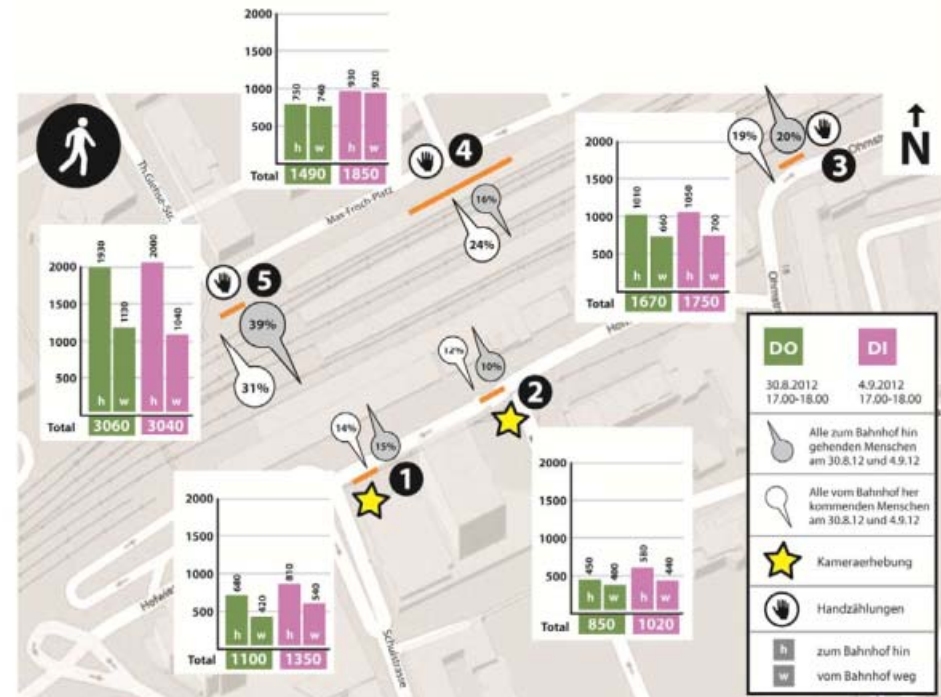 2000
1500
1000
500
750
740
930
920
h
w
h
w
Total 1490 1850
4
Max-Frisch-Platz
Th.Giehse-Str.
16%
24%
19%
20%
3
N
2000
1500
1000
500
1010
660
1050
700
h
w
h
w
Total 1670 1750
2000
1500
1000
500
1930
1130
2000
1040
h
w
h
w
Total 3060 3040
5
39%
31%
12%
10%
2
14%
15%
1
2000
1500
1000
500
680
420
810
540
h
w
h
w
Total 1100 1350
Schulstrasse
2000
1500
1000
500
450
400
580
440
h
w
h
w
Total 850 1020
DO DI
30.8.2012 4.9.2012
17.00-18.00 17.00-18.00
Alle zum Bahnhof hin
gehenden Menschen
am 30.8.12 und 4.9.12
Alle vom Bahnhof her
kommenden Menschen
am 30.8.12 und 4.9.12
Kameraerhebung
Handzählungen
h zum Bahnhof hin
w vom Bahnhof weg